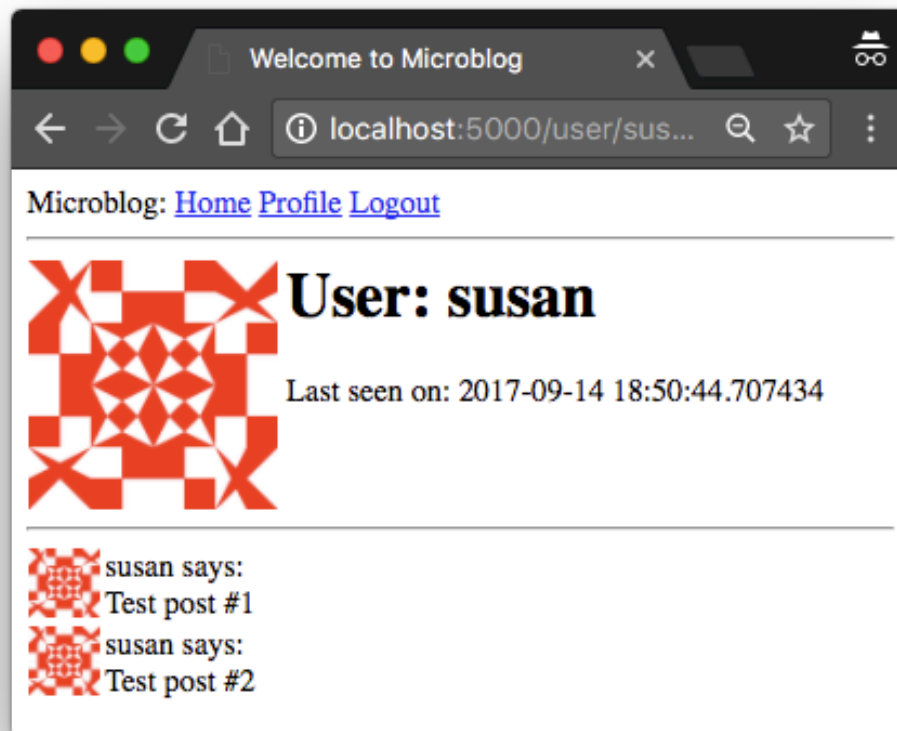 Welcome to Microblog
localhost:5000/user/sus...
Microblog: Home Profile Logout
User: susan
Last seen on: 2017-09-14 18:50:44.707434
susan says:
Test post #1
susan says:
Test post #2